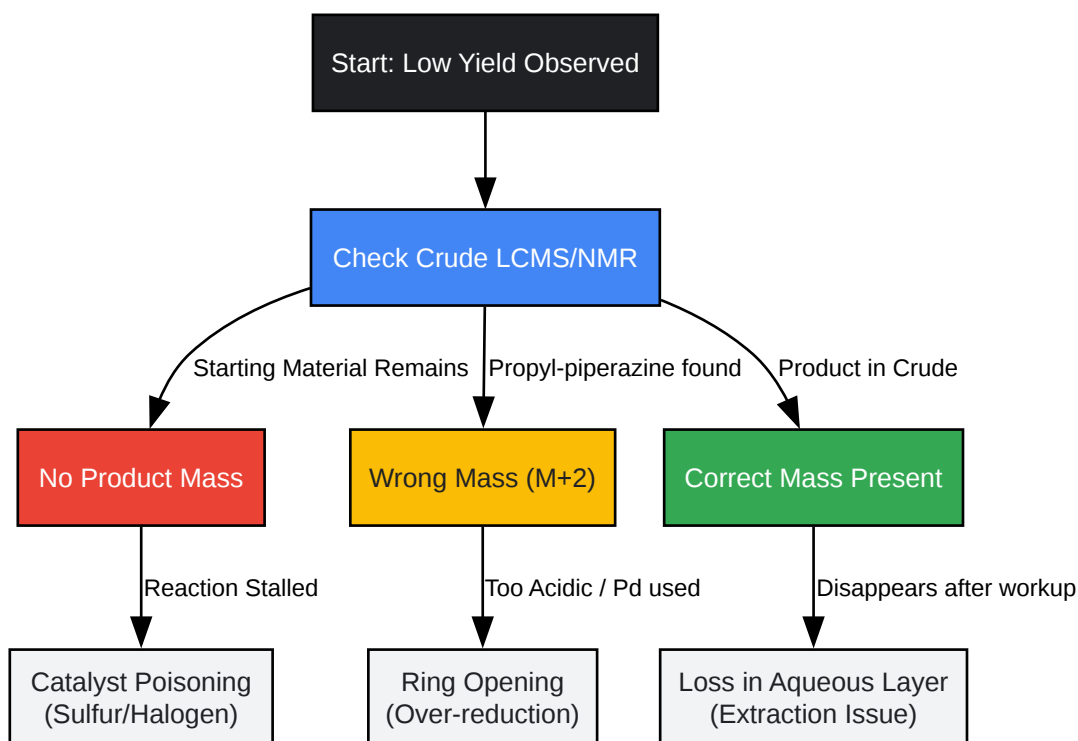 Start: Low Yield Observed
Check Crude LCMS/NMR
Starting Material Remains
Propyl-piperazine found
Product in Crude
No Product Mass
Wrong Mass (M+2)
Correct Mass Present
Reaction Stalled
Too Acidic / Pd used
Disappears after workup
Catalyst Poisoning
(Sulfur/Halogen)
Ring Opening
(Over-reduction)
Loss in Aqueous Layer
(Extraction Issue)